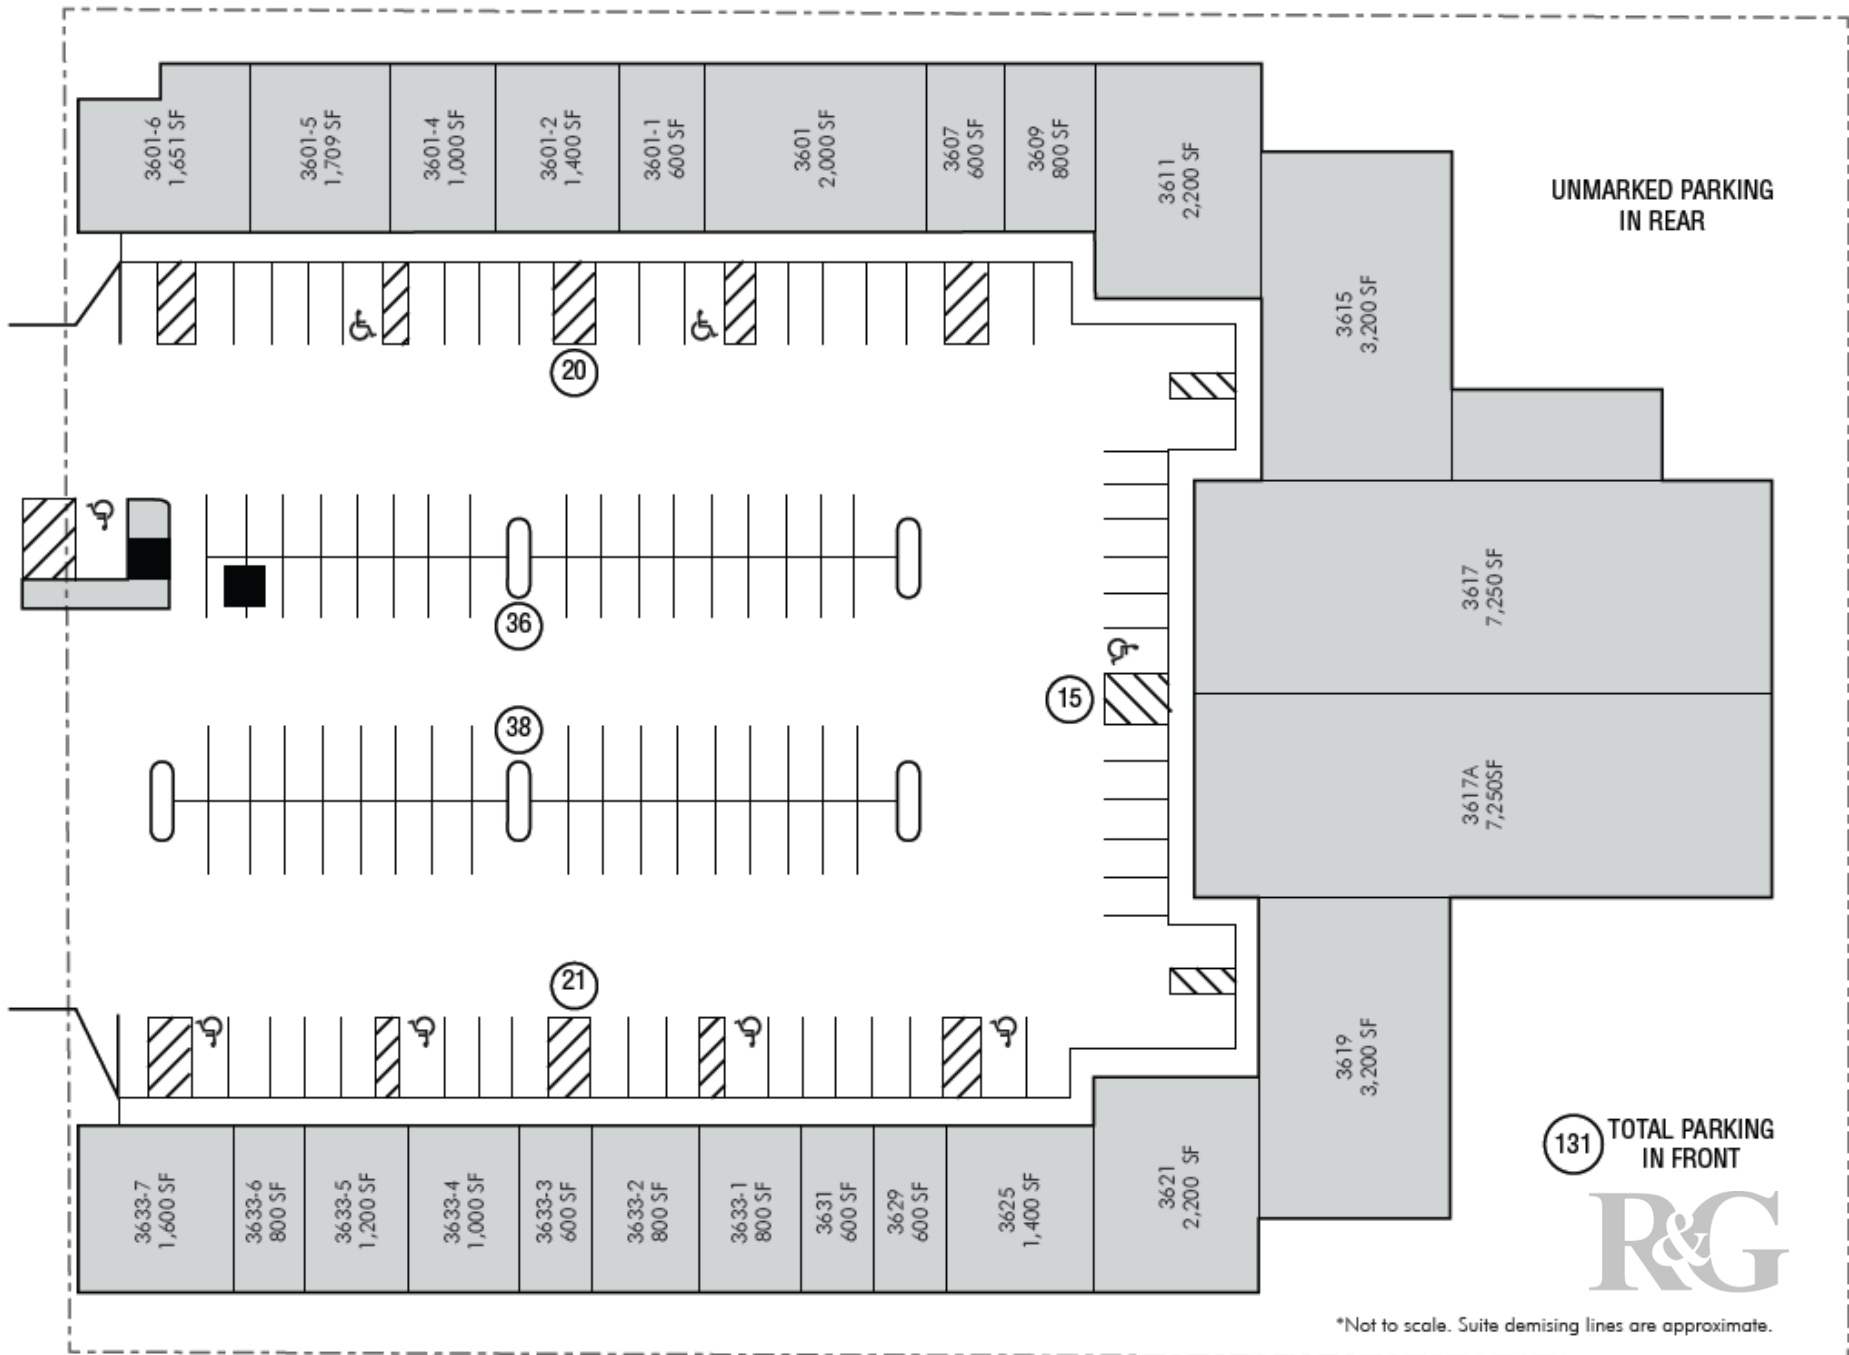 3601-6
1,651 SF
3601-5
1,709 SF
3601-4
1,000 SF
3601-2
1,400 SF
3601-1
600 SF
3601
2,000 SF
3607
600 SF
3609
800 SF
3611
2,200 SF
3615
3,200 SF
UNMARKED PARKING
IN REAR
20
36
38
15
3617
7,250 SF
3617A
7,250SF
21
3619
3,200 SF
3633-7
1,600 SF
3633-6
800 SF
3633-5
1,200 SF
3633-4
1,000 SF
3633-3
600 SF
3633-2
800 SF
3633-1
800 SF
3631
600 SF
3629
600 SF
3625
1,400 SF
3621
2,200 SF
131 TOTAL PARKING
IN FRONT
R&G
*Not to scale. Suite demising lines are approximate.